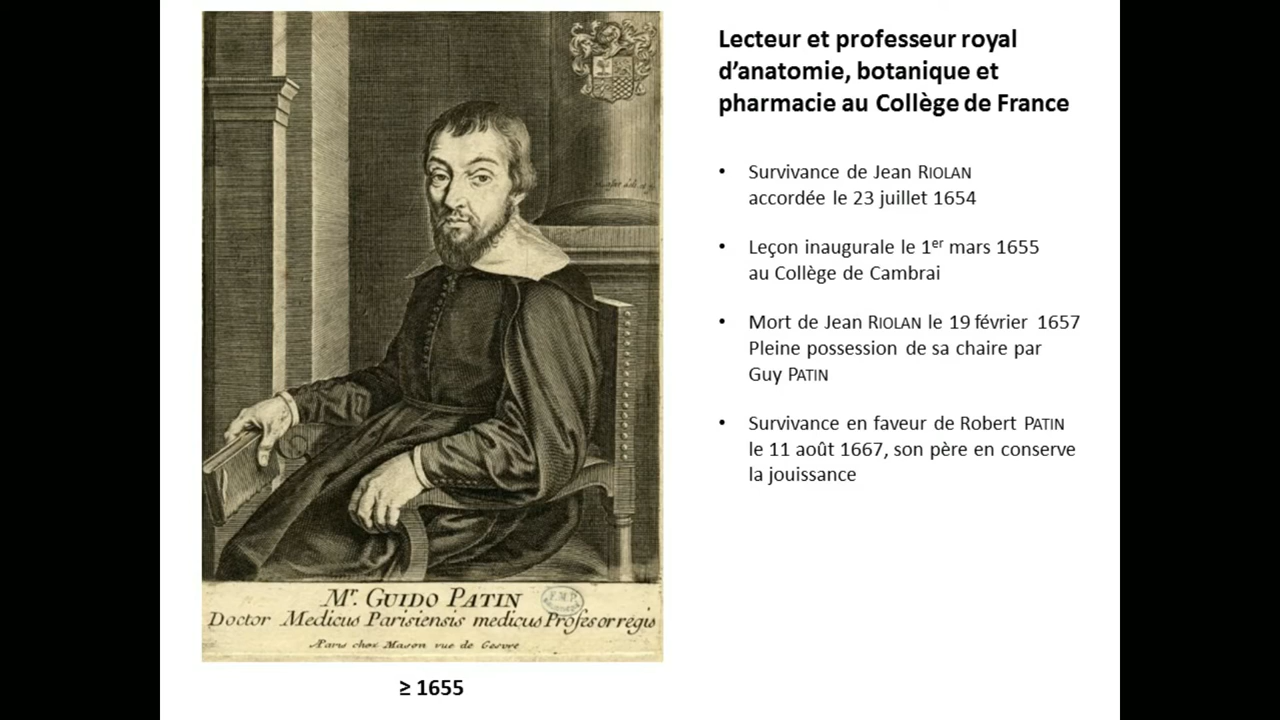 Lecteur et professeur royal
d’anatomie, botanique et
pharmacie au Collège de France
• Survivance de Jean RIOLAN
accordée le 23 juillet 1654
• Leçon inaugurale le 1er mars 1655
au Collège de Cambrai
• Mort de Jean RIOLAN le 19 février 1657
Pleine possession de sa chaire par
Guy PATIN
• Survivance en faveur de Robert PATIN
le 11 août 1667, son père en conserve
la jouissance
Mr. GUIDO PATIN
Doctor Medicus Parisiensis medicus Profesor regis
AParis chez Mason rue de Gesvre
≥ 1655